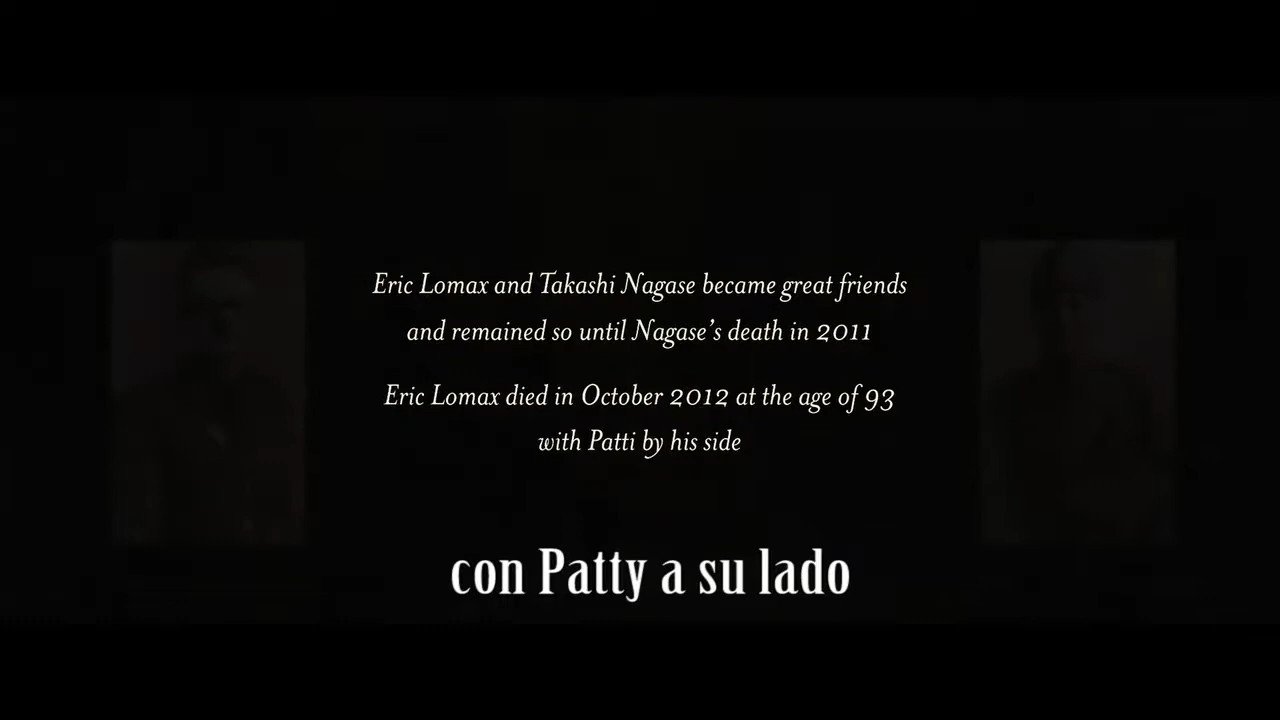 Eric Lomax and Takashi Nagase became great friends
and remained so until Nagase's death in 2011
Eric Lomax died in October 2012 at the age of 93
with Patti by his side
con Patty a su lado